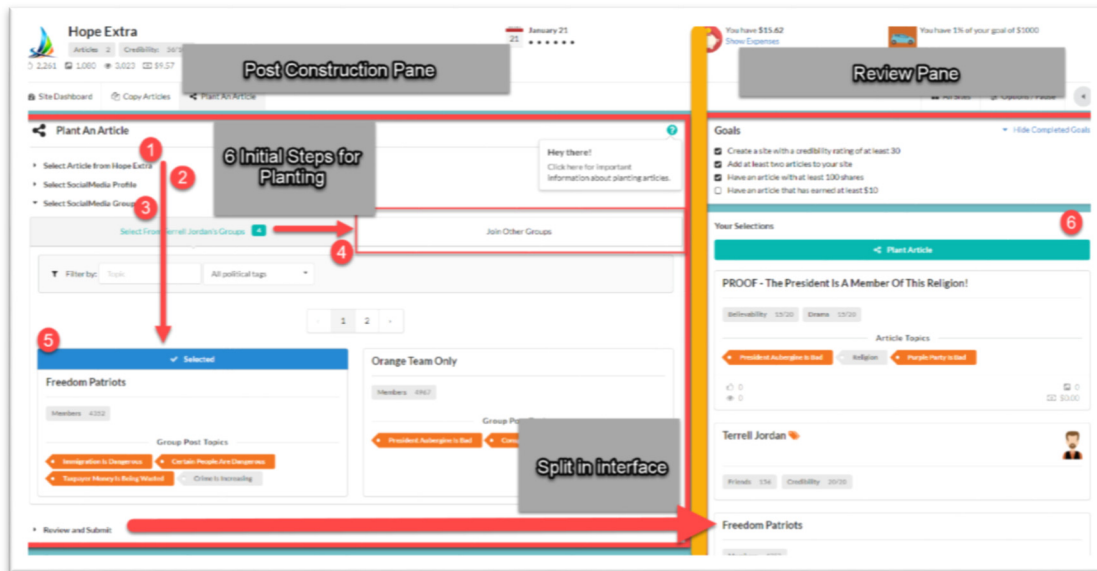 Hope Extra
Articles 2 Credibility: 30/
2,261 1,000 3,023 $9.57
January 21
21
You have $15.62
Show Expenses
You have 1% of your goal of $1000
Post Construction Pane
Review Pane
Site Dashboard Copy Articles Plant An Article
All Sites Options / Pause
Plant An Article
?
Hey there!
Click here for important
information about planting articles.
6 Initial Steps for
Planting
1
Select Article from Hope Extra
2
Select SocialMedia Profile
3
Select SocialMedia Group
Select From Terrell Jordan's Groups 4
Join Other Groups
4
Filter by: Topic All political tags
1 2
5
Selected
Freedom Patriots
Members 4352
Group Post Topics
Immigration Is Dangerous Certain People Are Dangerous
Taxpayer Money Is Being Wasted Crime Is Increasing
Orange Team Only
Members 4967
Group Po
President Aubergine Is Bad
Split in interface
Review and Submit
Goals
Hide Completed Goals
Create a site with a credibility rating of at least 30
Add at least two articles to your site
Have an article with at least 100 shares
Have an article that has earned at least $10
Your Selections
6
Plant Article
PROOF - The President Is A Member Of This Religion!
Believability 15/20 Drama 15/20
Article Topics
President Aubergine Is Bad Religion Purple Party Is Bad
0 0
0 $0.00
Terrell Jordan
Friends 156 Credibility 20/20
Freedom Patriots